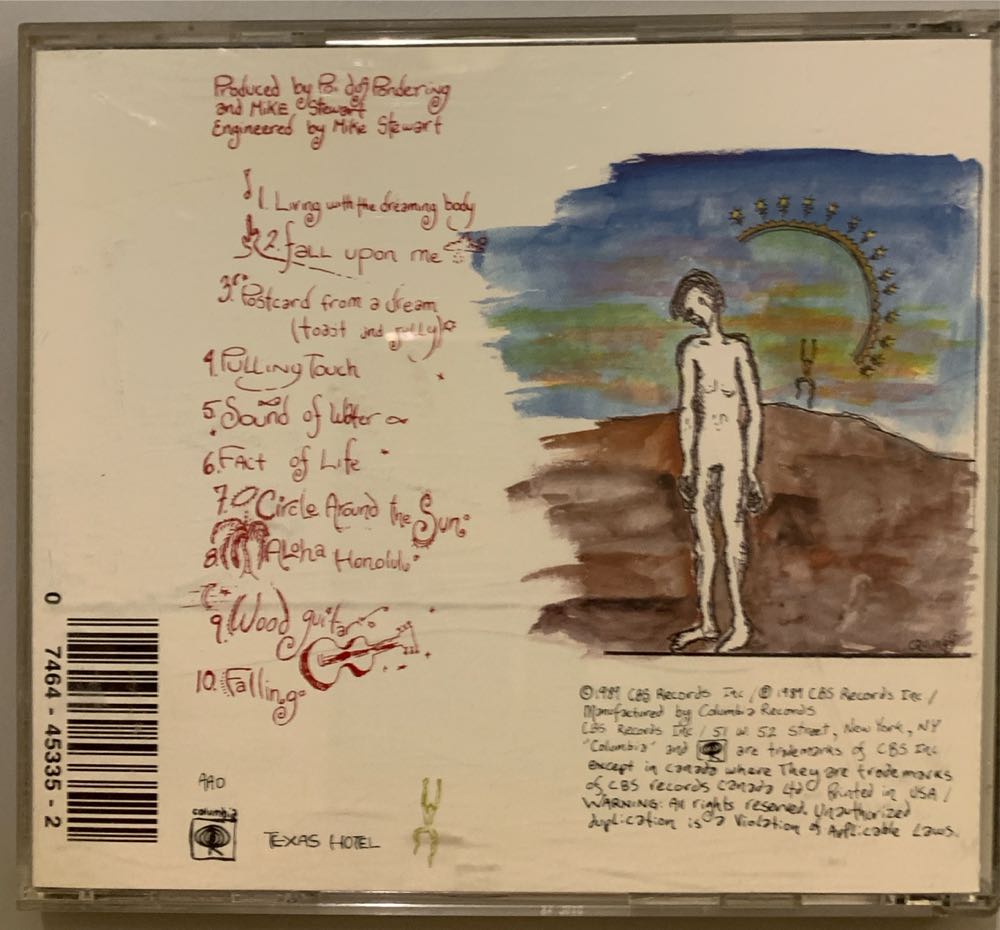 Produced by Poi dog Pondering
and Mike Stewart
Engineered by Mike Stewart
1. Living with the dreaming body
2. fall upon me
3. Postcard from a dream
(toast and jelly)
4. Pulling Touch
5. Sound of Water
6. Fact of Life
7. Circle Around the Sun
8. Aloha Honolulu
9. Wood guitar
10. Falling
0 7464-45335-2
AAD
columbia
TEXAS HOTEL
©1989 CBS Records Inc / ℗ 1989 CBS Records Inc /
Manufactured by Columbia Records
CBS Records Inc / 51 W. 52 Street, New York, NY
"Columbia" and are trademarks of CBS Inc
except in Canada where They are trademarks
of CBS records Canada Ltd Printed in USA /
WARNING: All rights reserved. Unauthorized
duplication is a Violation of Applicable Laws.